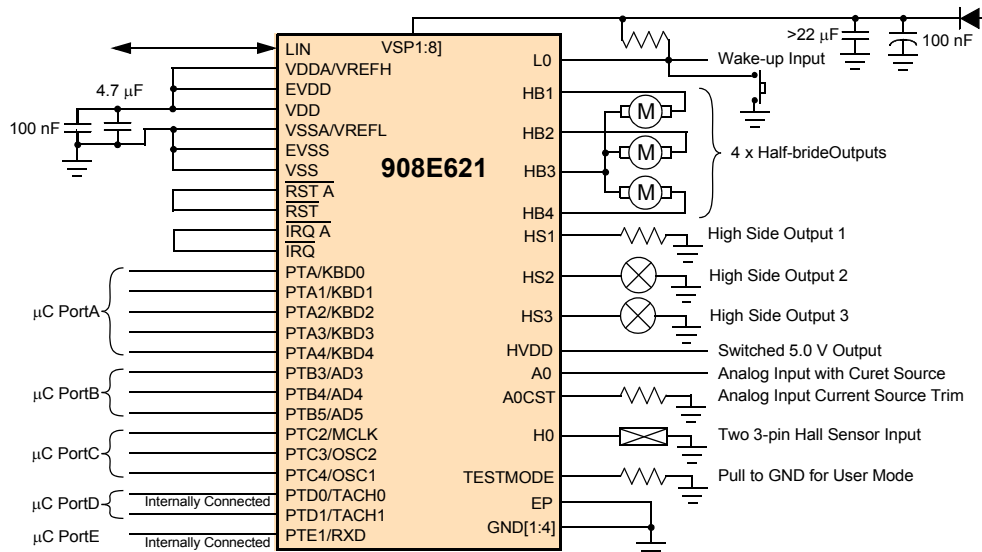 VSP1:8]
>22 μF
100 nF
LIN
VDDA/VREFH
EVDD
VDD
VSSA/VREFL
EVSS
VSS
RST A
RST
IRQ A
IRQ
PTA/KBD0
PTA1/KBD1
PTA2/KBD2
PTA3/KBD3
PTA4/KBD4
PTB3/AD3
PTB4/AD4
PTB5/AD5
PTC2/MCLK
PTC3/OSC2
PTC4/OSC1
PTD0/TACH0
PTD1/TACH1
PTE1/RXD
4.7 μF
100 nF
μC PortA
μC PortB
μC PortC
μC PortD
Internally Connected
μC PortE
Internally Connected
908E621
L0
Wake-up Input
HB1
M
HB2
M
4 x Half-brideOutputs
HB3
M
HB4
HS1
High Side Output 1
HS2
High Side Output 2
HS3
High Side Output 3
HVDD
Switched 5.0 V Output
A0
Analog Input with Curet Source
A0CST
Analog Input Current Source Trim
H0
Two 3-pin Hall Sensor Input
TESTMODE
Pull to GND for User Mode
EP
GND[1:4]